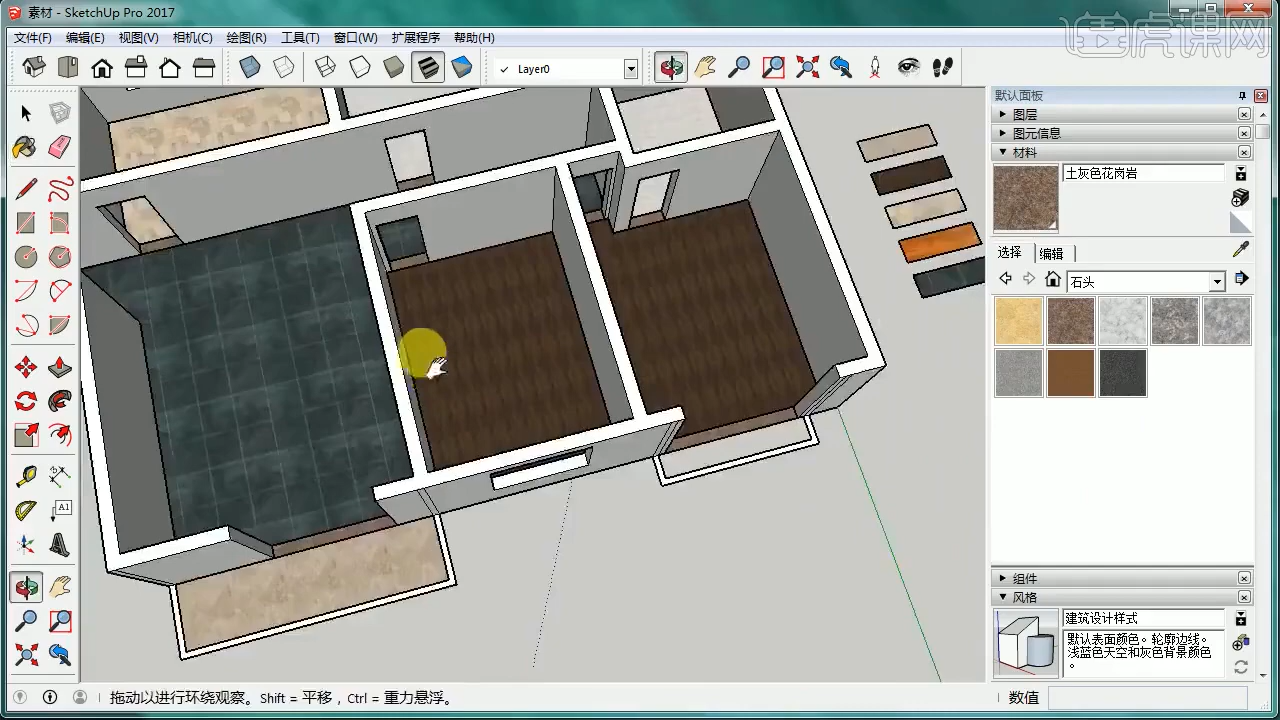 素材 - SketchUp Pro 2017
虎课网
文件(F) 编辑(E) 视图(V) 相机(C) 绘图(R) 工具(T) 窗口(W) 扩展程序 帮助(H)
Layer0
默认面板
图层
图元信息
材料
土灰色花岗岩
选择 编辑
石头
A1
组件
风格
建筑设计样式
默认表面颜色。轮廓边线。
浅蓝色天空和灰色背景颜色
。
拖动以进行环绕观察。Shift = 平移，Ctrl = 重力悬浮。
数值